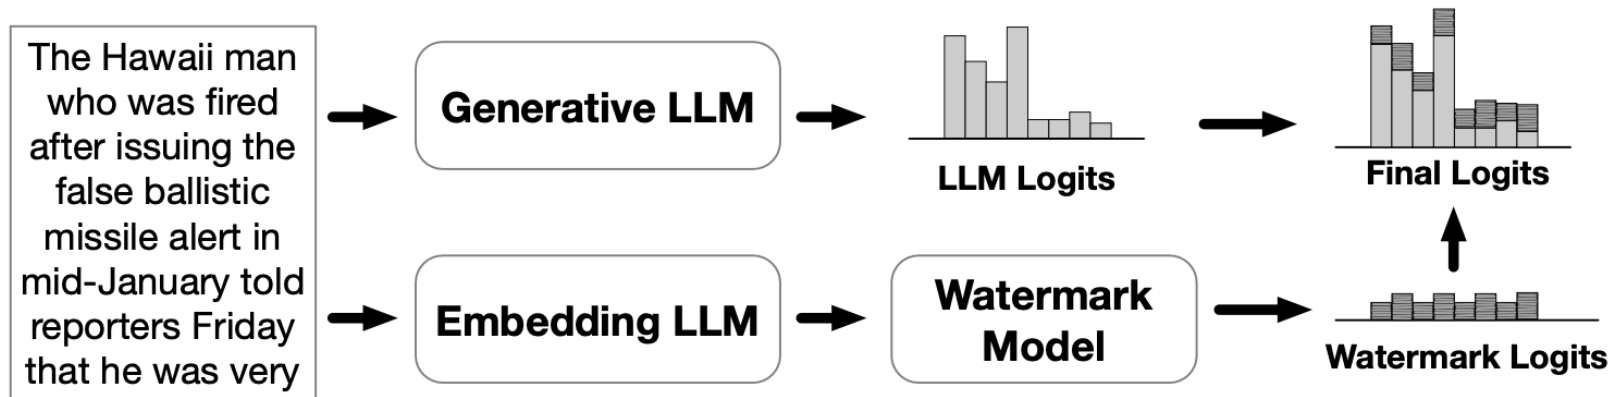 The Hawaii man
who was fired
after issuing the
false ballistic
missile alert in
mid-January told
reporters Friday
that he was very
Generative LLM
LLM Logits
Final Logits
Embedding LLM
Watermark
Model
Watermark Logits